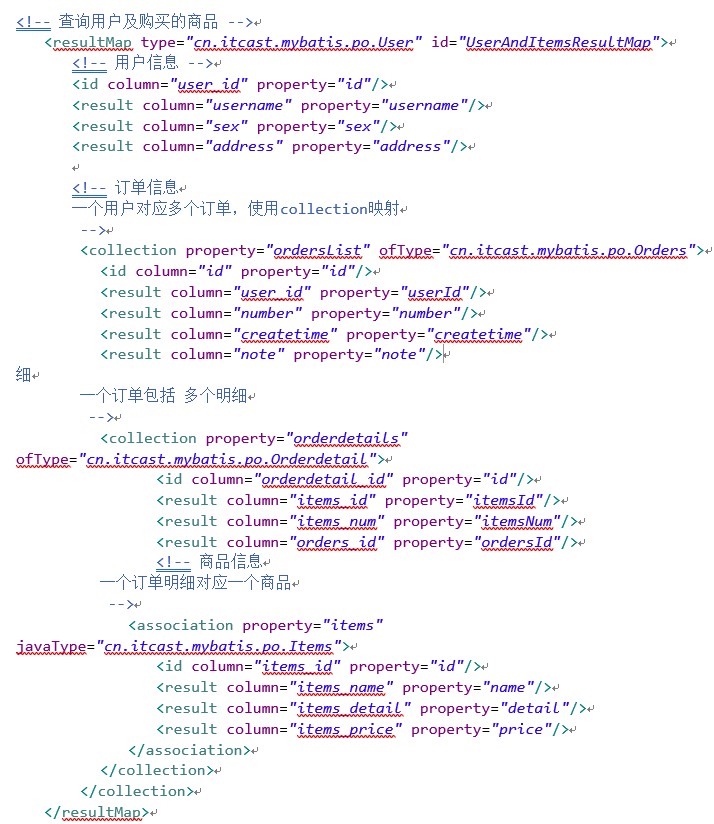 <!-- 查询用户及购买的商品 -->
<resultMap type="cn.itcast.mybatis.po.User" id="UserAndItemsResultMap">
<!-- 用户信息 -->
<id column="user_id" property="id"/>
<result column="username" property="username"/>
<result column="sex" property="sex"/>
<result column="address" property="address"/>
<!-- 订单信息
一个用户对应多个订单，使用collection映射
-->
<collection property="ordersList" ofType="cn.itcast.mybatis.po.Orders">
<id column="id" property="id"/>
<result column="user_id" property="userId"/>
<result column="number" property="number"/>
<result column="createtime" property="createtime"/>
<result column="note" property="note"/>
细
一个订单包括 多个明细
-->
<collection property="orderdetails"
ofType="cn.itcast.mybatis.po.Orderdetail">
<id column="orderdetail_id" property="id"/>
<result column="items_id" property="itemsId"/>
<result column="items_num" property="itemsNum"/>
<result column="orders_id" property="ordersId"/>
<!-- 商品信息
一个订单明细对应一个商品
-->
<association property="items"
javaType="cn.itcast.mybatis.po.Items">
<id column="items_id" property="id"/>
<result column="items_name" property="name"/>
<result column="items_detail" property="detail"/>
<result column="items_price" property="price"/>
</association>
</collection>
</collection>
</resultMap>